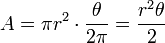 A = πr² · θ/2π = r²θ/2